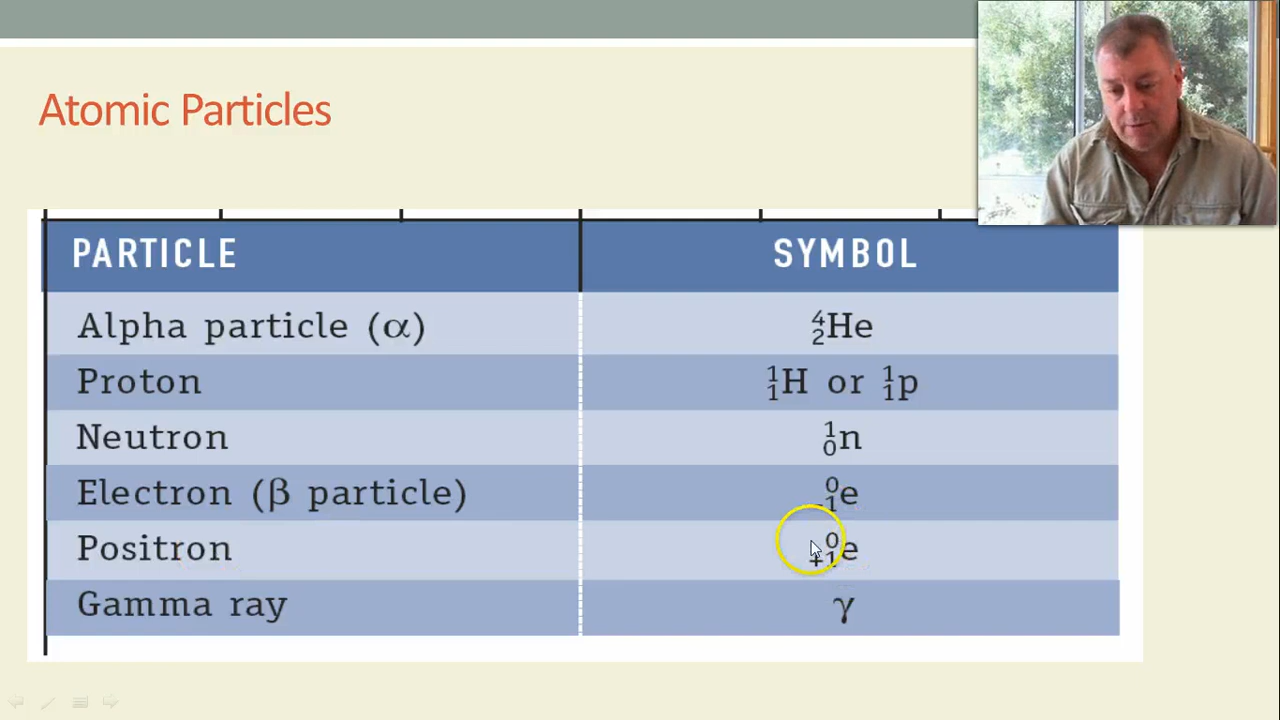 Atomic Particles
PARTICLE SYMBOL
Alpha particle (α) ⁴₂He
Proton ¹₁H or ¹₁p
Neutron ¹₀n
Electron (β particle) ⁰₋₁e
Positron ⁰₊₁e
Gamma ray γ